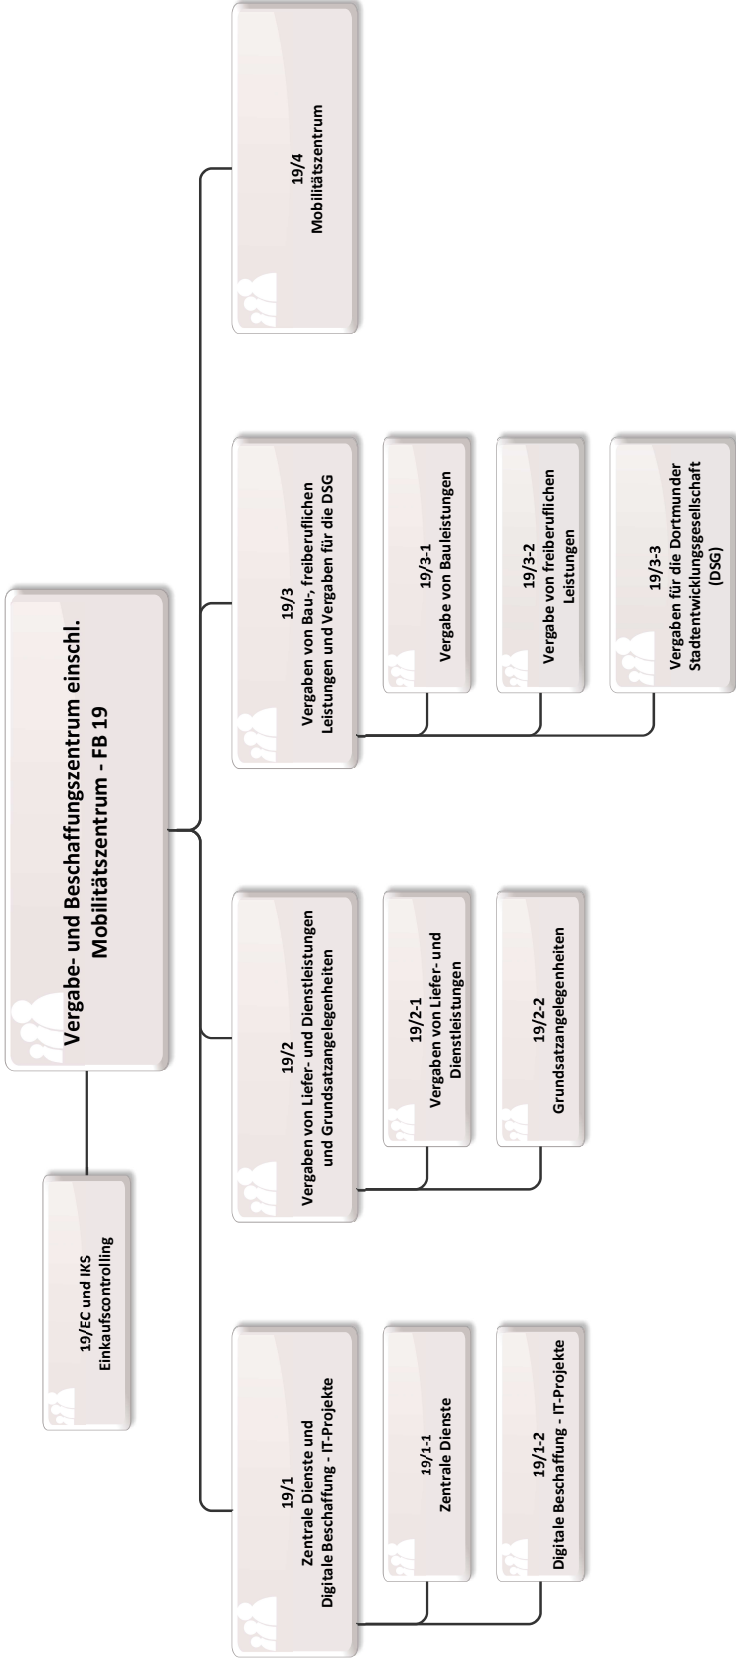 Vergabe- und Beschaffungszentrum einschl.
Mobilitätszentrum - FB 19
19/EC und IKS
Einkaufscontrolling
19/1
Zentrale Dienste und
Digitale Beschaffung - IT-Projekte
19/1-1
Zentrale Dienste
19/1-2
Digitale Beschaffung - IT-Projekte
19/2
Vergaben von Liefer- und Dienstleistungen
und Grundsatzangelegenheiten
19/2-1
Vergaben von Liefer- und
Dienstleistungen
19/2-2
Grundsatzangelegenheiten
19/3
Vergaben von Bau-, freiberuflichen
Leistungen und Vergaben für die DSG
19/3-1
Vergabe von Bauleistungen
19/3-2
Vergabe von freiberuflichen
Leistungen
19/3-3
Vergaben für die Dortmunder
Stadtentwicklungsgesellschaft
(DSG)
19/4
Mobilitätszentrum